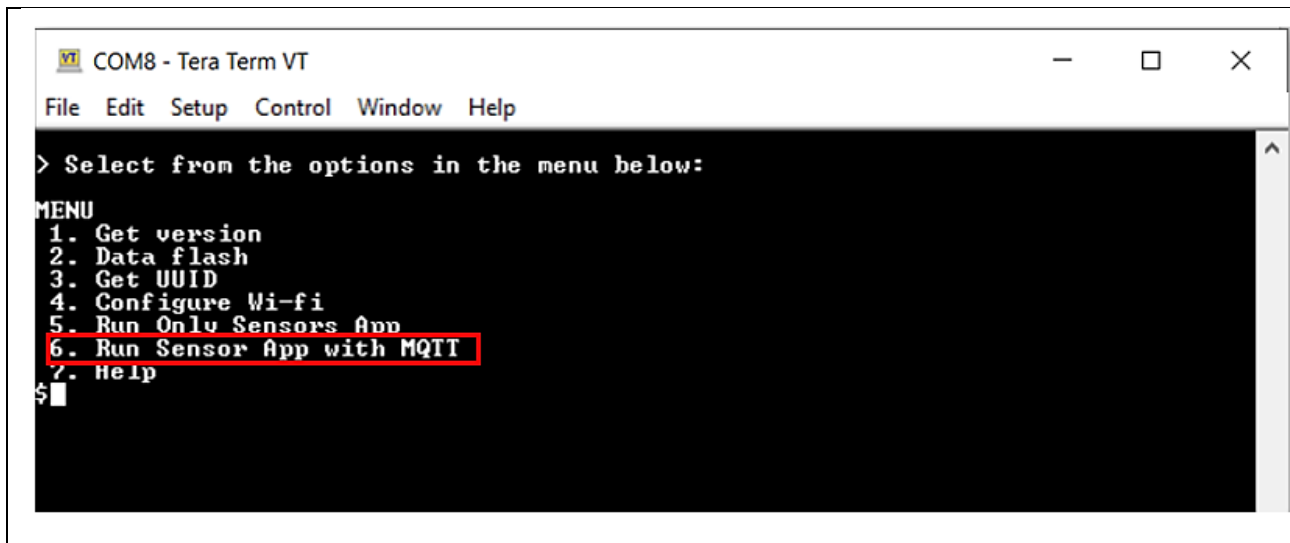 COM8 - Tera Term VT
File Edit Setup Control Window Help
> Select from the options in the menu below:
MENU
1. Get version
2. Data flash
3. Get UUID
4. Configure Wi-fi
5. Run Only Sensors App
6. Run Sensor App with MQTT
7. Help
$